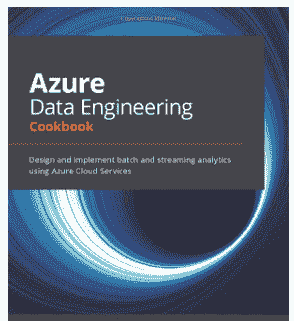 Azure
Data Engineering
Cookbook
Design and implement batch and streaming analytics
using Azure Cloud Services